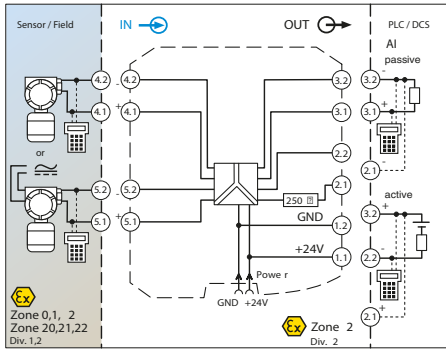 Sensor / Field
IN
OUT
PLC / DCS
AI
passive
4.2
-
4.2
3.2
3.2
-
4.1
+
4.1
3.1
3.1
+
or
2.2
2.1
5.2
-
5.2
2.1
250 ⍰
active
5.1
+
5.1
GND
1.2
3.2
+
+24V
1.1
2.2
-
Powe r
GND +24V
2.1
+
Ex
Zone 0,1, 2
Zone 20,21,22
Div. 1,2
Ex
Zone 2
Div. 2